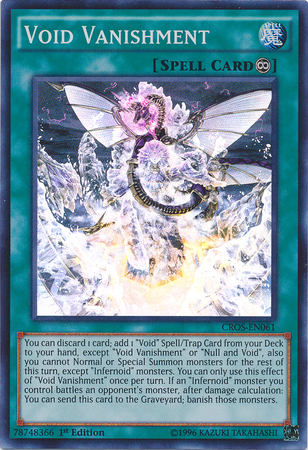 VOID VANISHMENT
魔
[SPELL CARD]
CROS-EN061
You can discard 1 card; add 1 "Void" Spell/Trap Card from your Deck
to your hand, except "Void Vanishment" or "Null and Void", also
you cannot Normal or Special Summon monsters for the rest of
this turn, except "Infernoid" monsters. You can only use this effect
of "Void Vanishment" once per turn. If an "Infernoid" monster you
control battles an opponent's monster, after damage calculation:
You can send this card to the Graveyard; banish those monsters.
78748366 1st Edition ©1996 KAZUKI TAKAHASHI